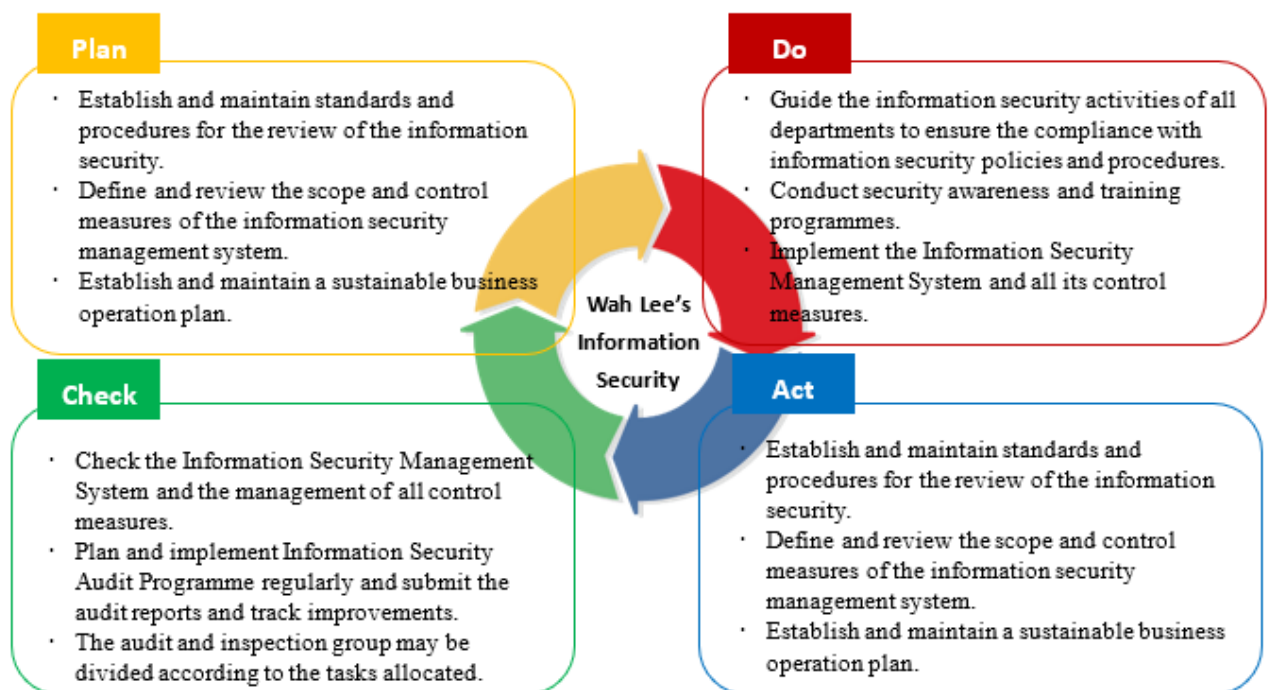 Plan
· Establish and maintain standards and
procedures for the review of the information
security.
· Define and review the scope and control
measures of the information security
management system.
· Establish and maintain a sustainable business
operation plan.
Do
· Guide the information security activities of all
departments to ensure the compliance with
information security policies and procedures.
· Conduct security awareness and training
programmes.
· Implement the Information Security
Management System and all its control
measures.
Wah Lee's
Information
Security
Check
· Check the Information Security Management
System and the management of all control
measures.
· Plan and implement Information Security
Audit Programme regularly and submit the
audit reports and track improvements.
· The audit and inspection group may be
divided according to the tasks allocated.
Act
· Establish and maintain standards and
procedures for the review of the information
security.
· Define and review the scope and control
measures of the information security
management system.
· Establish and maintain a sustainable business
operation plan.